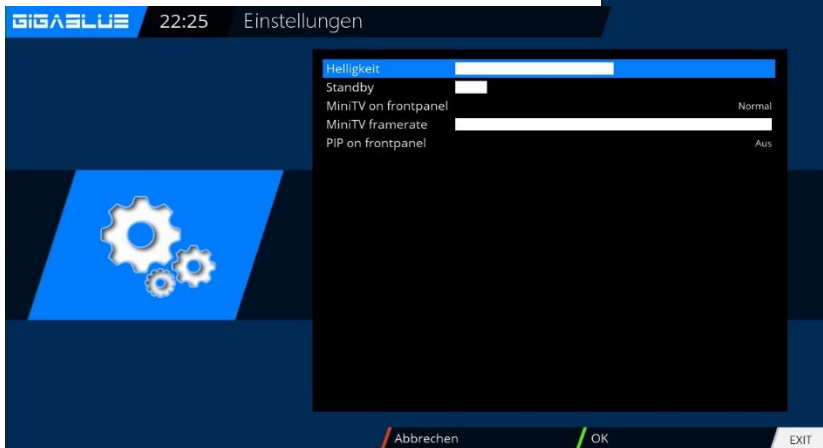 GIGABLUE 22:25 Einstellungen
Helligkeit
Standby
MiniTV on frontpanel Normal
MiniTV framerate
PIP on frontpanel Aus
Abbrechen OK EXIT